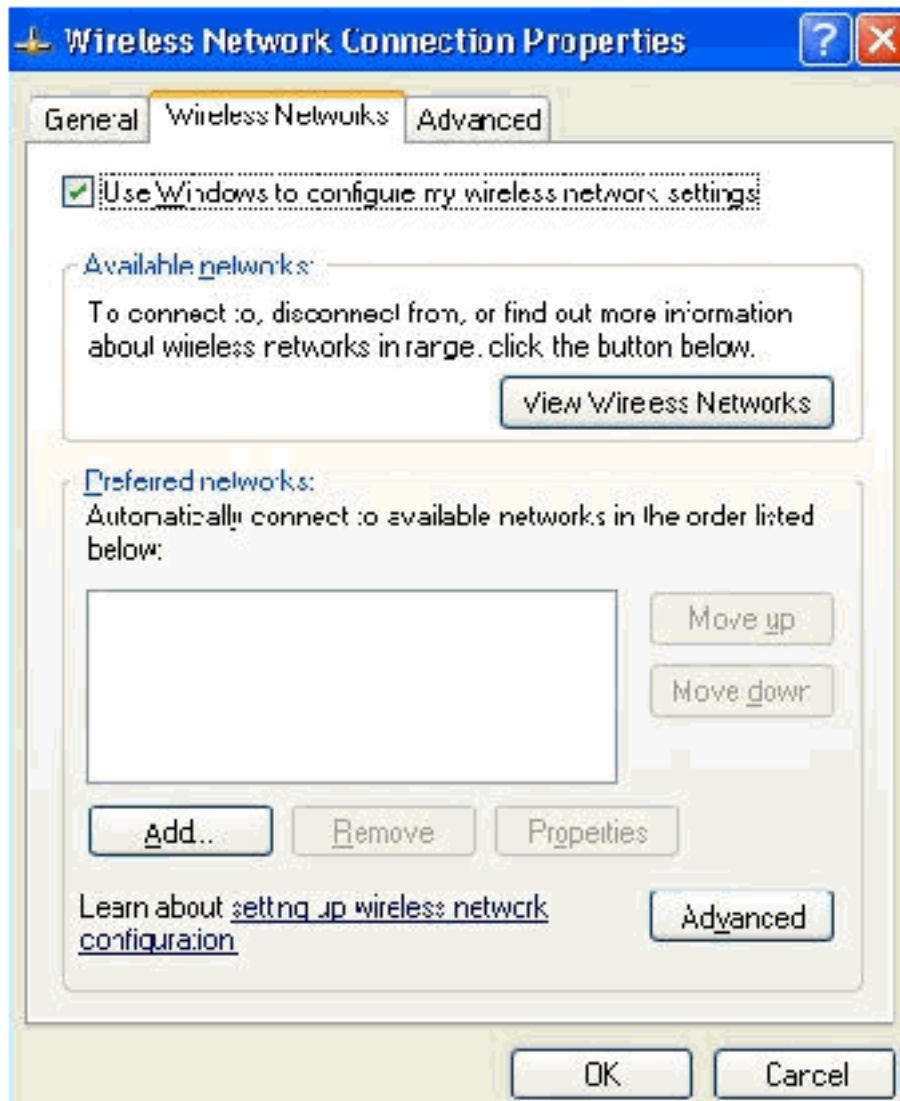 Wireless Network Connection Properties
General Wireless Networks Advanced
Use Windows to configure my wireless network settings
Available networks:
To connect to, disconnect from, or find out more information
about wireless networks in range, click the button below.
View Wireless Networks
Preferred networks:
Automatically connect to available networks in the order listed
below:
Move up
Move down
Add... Remove Properties
Learn about setting up wireless network
configuration.
Advanced
OK Cancel